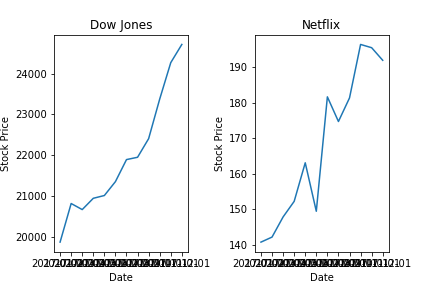 Dow Jones
24000
23000
22000
21000
20000
Stock Price
Date
Netflix
190
180
170
160
150
140
Stock Price
Date